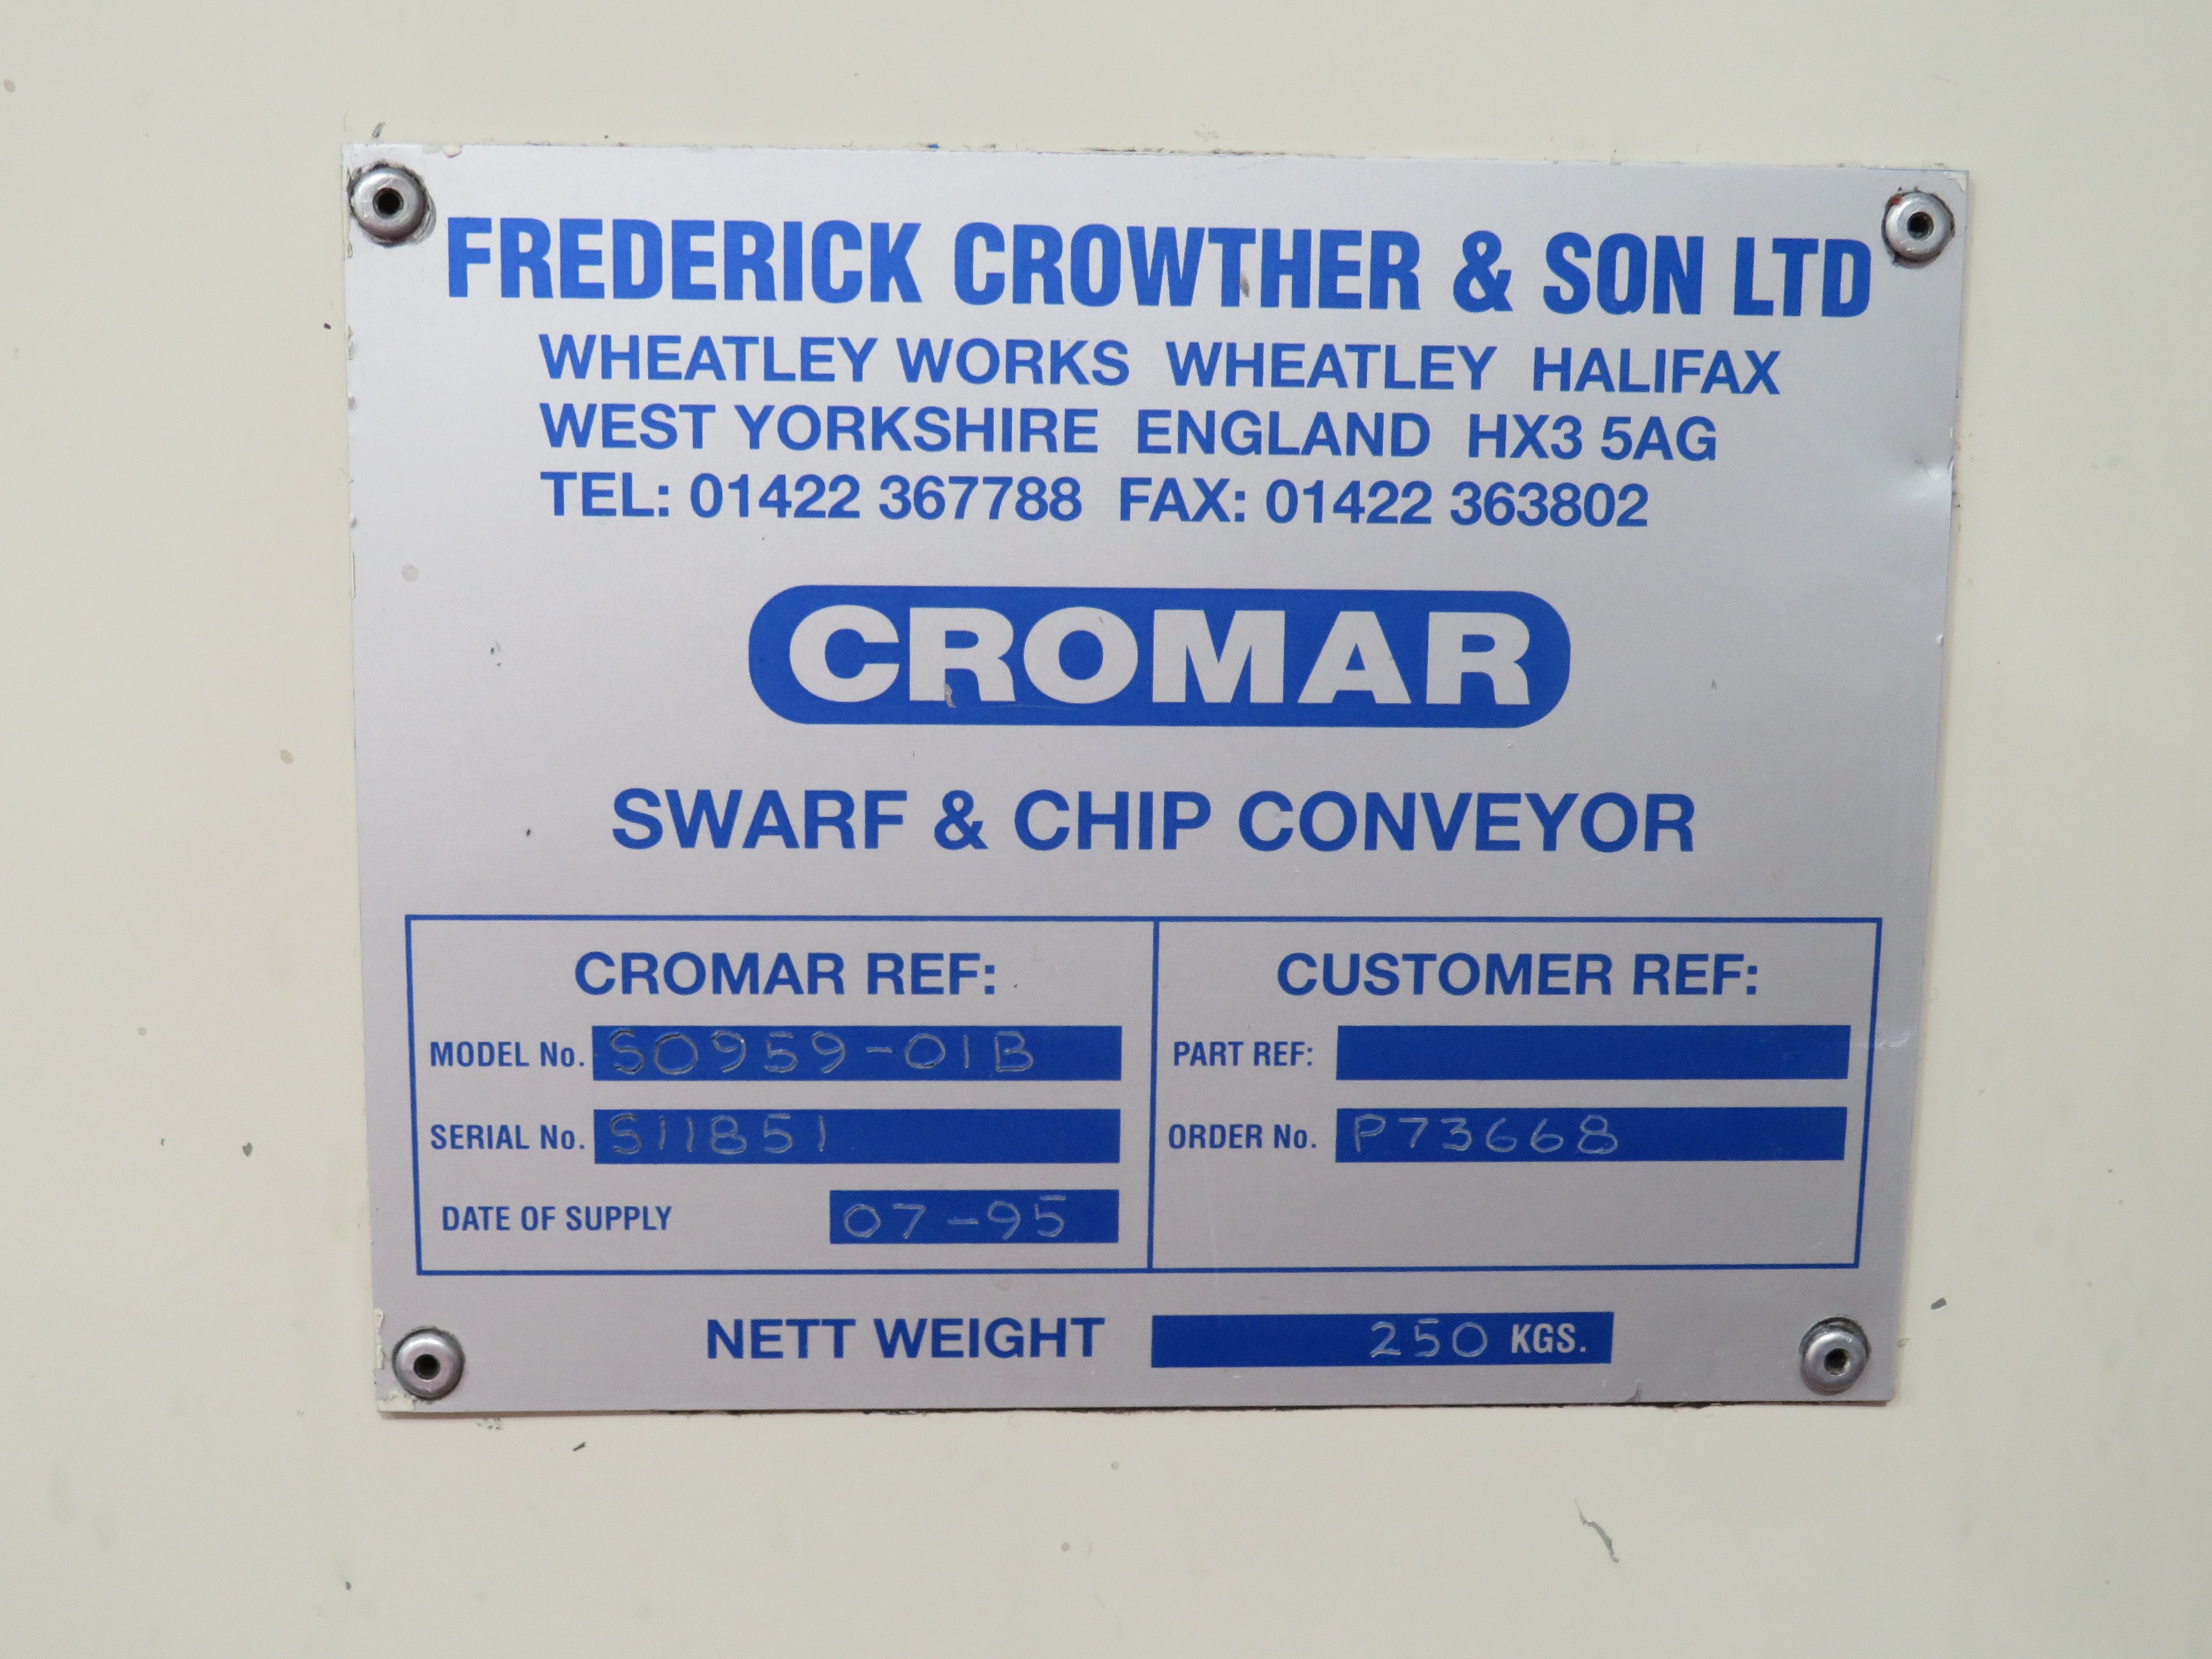 FREDERICK CROWTHER & SON LTD
WHEATLEY WORKS WHEATLEY HALIFAX
WEST YORKSHIRE ENGLAND HX3 5AG
TEL: 01422 367788 FAX: 01422 363802
CROMAR
SWARF & CHIP CONVEYOR
CROMAR REF:
MODEL No. S0959-01B
SERIAL No. S11851
DATE OF SUPPLY 07-95
CUSTOMER REF:
PART REF:
ORDER No. P73668
NETT WEIGHT 250 KGS.